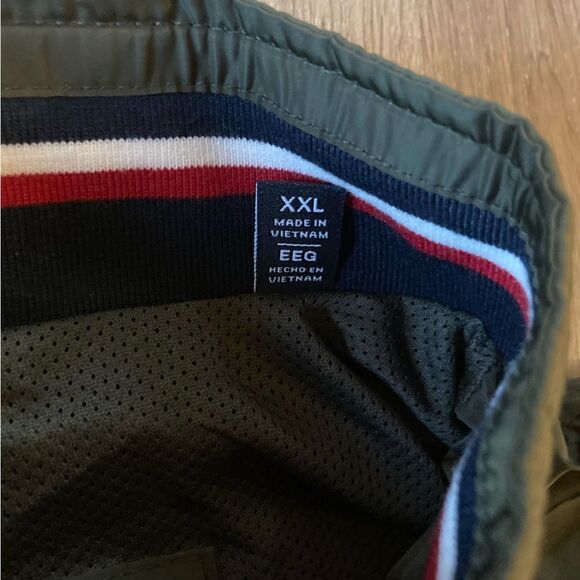 XXL
MADE IN
VIETNAM
EEG
HECHO EN
VIETNAM